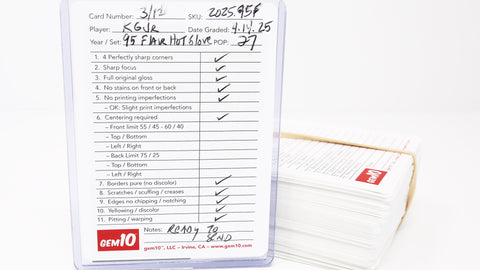 Card Number: 3/12 SKU: 2025.95F
Player: KGJR Date Graded: 4.14.25
Year / Set: 95 FLAIR HOT Glove POP: 27
1. 4 Perfectly sharp corners ✓
2. Sharp focus ✓
3. Full original gloss ✓
4. No stains on front or back ✓
5. No printing imperfections ✓
– OK: Slight print imperfections
6. Centering required ✓
– Front limit 55 / 45 - 60 / 40
– Top / Bottom
– Left / Right
– Back Limit 75 / 25
– Top / Bottom
– Left / Right
7. Borders pure (no discolor) ✓
8. Scratches / scuffing / creases ✓
9. Edges no chipping / notching ✓
10. Yellowing / discolor ✓
11. Pitting / warping ✓
GEM10 Notes: READY TO
SEND
gem10™, LLC – Irvine, CA – www.gem10.com